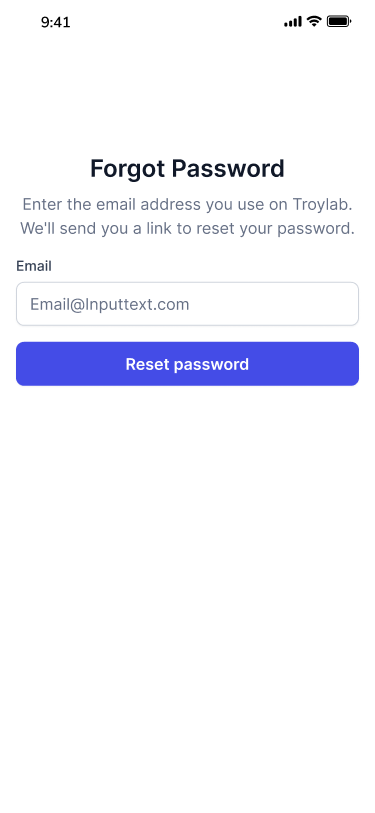 9:41
Forgot Password
Enter the email address you use on Troylab.
We'll send you a link to reset your password.
Email
Email@Inputtext.com
Reset password